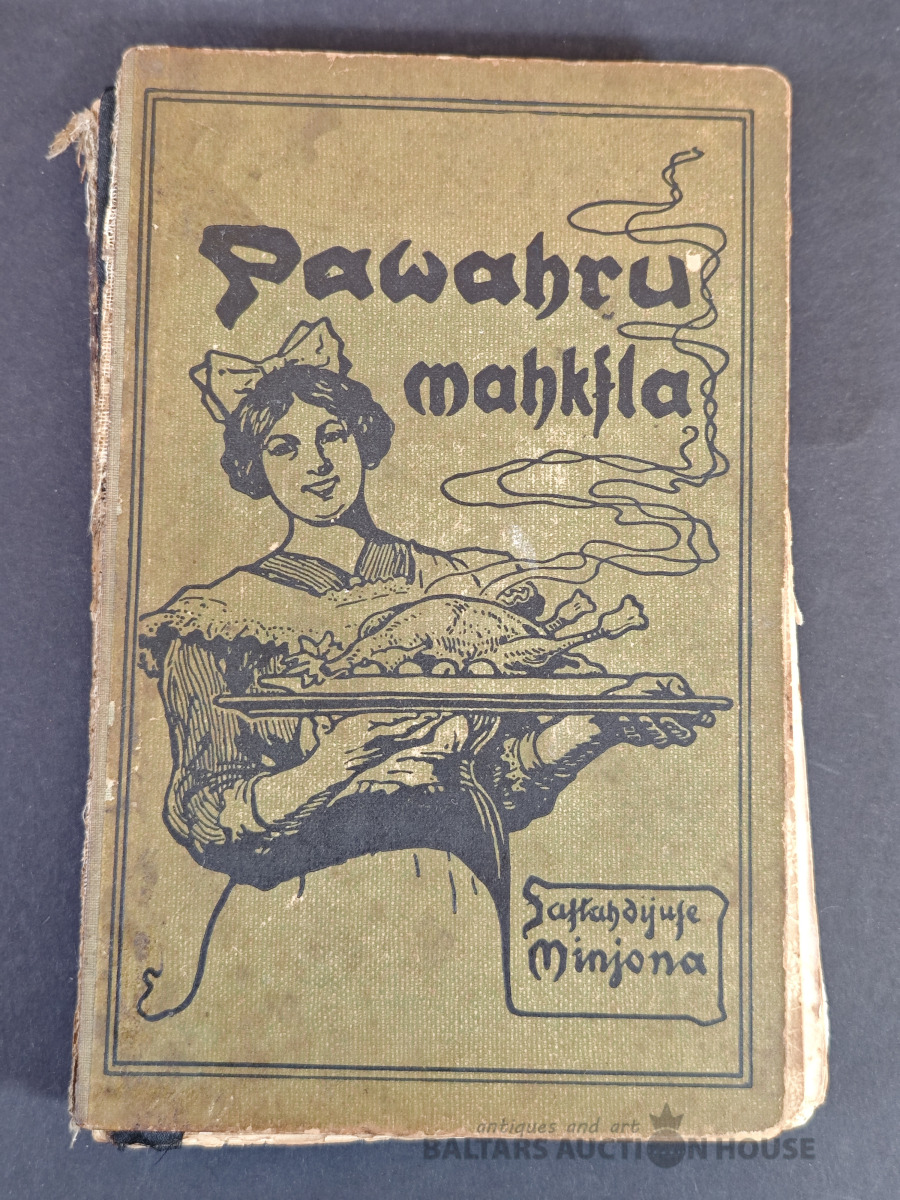 Pawahru
mahkſla
Saſtahdijuſe
Minjona
antiques and art
BALTARS AUCTION HOUSE